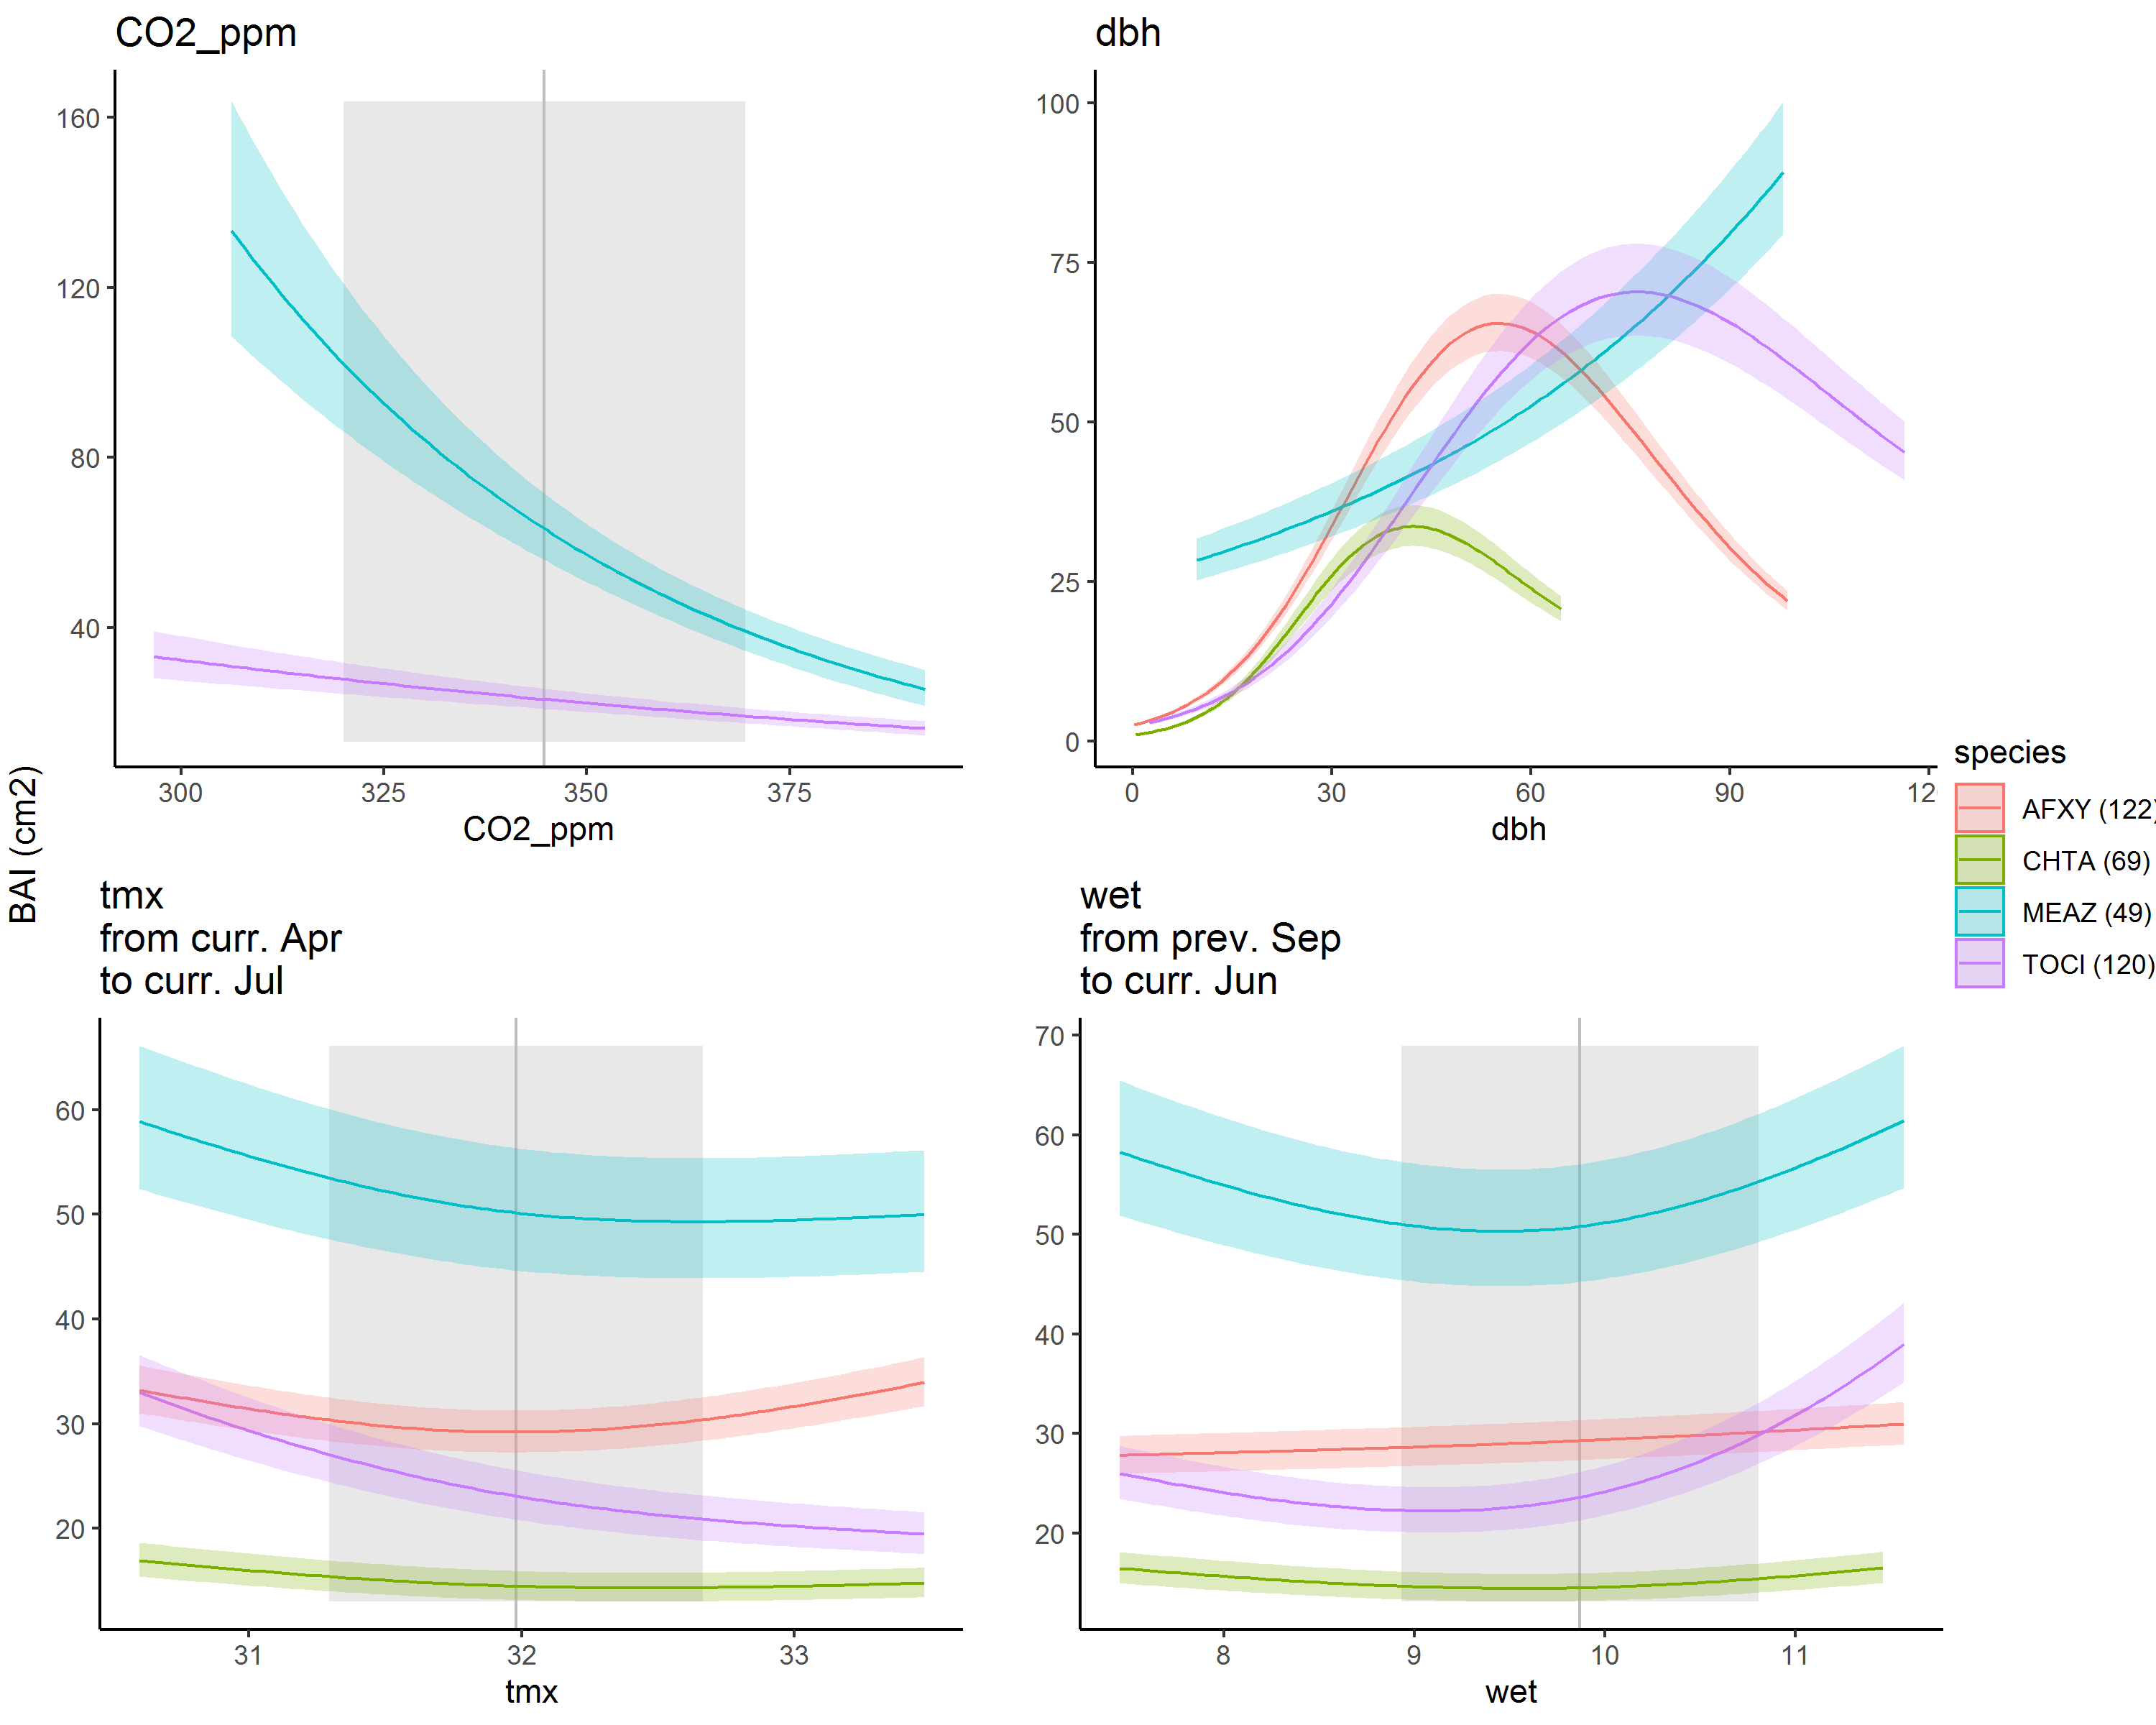 CO2_ppm
160
120
80
40
300 325 350 375
CO2_ppm
dbh
100
75
50
25
0
0 30 60 90 12
dbh
BAI (cm2)
species
AFXY (122)
CHTA (69)
MEAZ (49)
TOCI (120)
tmx
from curr. Apr
to curr. Jul
60
50
40
30
20
31 32 33
tmx
wet
from prev. Sep
to curr. Jun
70
60
50
40
30
20
8 9 10 11
wet